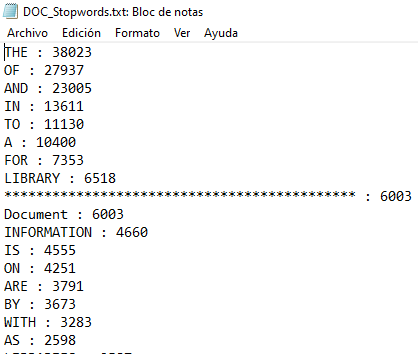 DOC_Stopwords.txt: Bloc de notas
Archivo Edición Formato Ver Ayuda
THE : 38023
OF : 27937
AND : 23005
IN : 13611
TO : 11130
A : 10400
FOR : 7353
LIBRARY : 6518
******************************************** : 6003
Document : 6003
INFORMATION : 4660
IS : 4555
ON : 4251
ARE : 3791
BY : 3673
WITH : 3283
AS : 2598